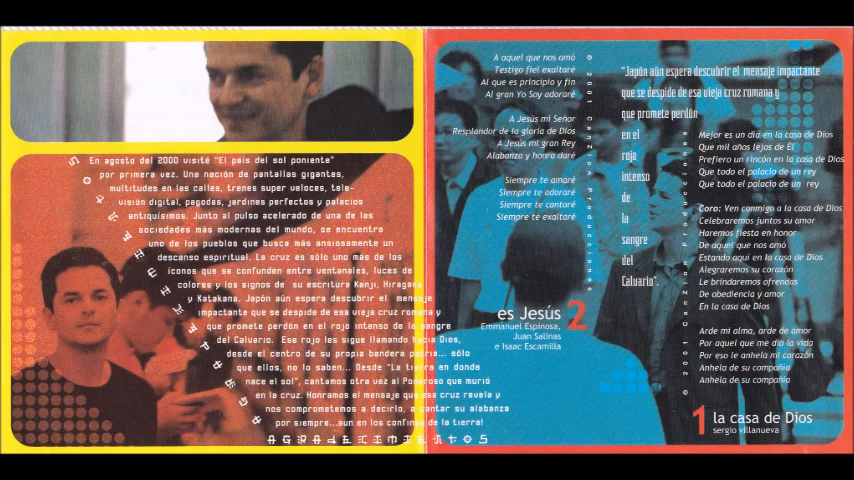 En agosto del 2000 visité "El país del sol poniente"
por primera vez. Una nación de pantallas gigantes,
multitudes en las calles, trenes super veloces, tele-
visión digital, pagodas, jardines perfectos y palacios
antiquísimos. Junto al pulso acelerado de una de las
sociedades más modernas del mundo, se encuentra
uno de los pueblos que busca más ansiosamente un
descanso espiritual. La cruz es sólo uno más de los
íconos que se confunden entre ventanales, luces de
colores y los signos de su escritura Kanji, Hiragana
y Katakana. Japón aún espera descubrir el mensaje
impactante que se despide de esa vieja cruz romana y
que promete perdón en el rojo intenso de la sangre
del Calvario. Ese rojo les sigue llamando hacia Dios,
desde el centro de su propia bandera patria... sólo
que ellos, no lo saben... Desde "La tierra en donde
nace el sol", cantamos otra vez al Poderoso que murió
en la cruz. Honramos el mensaje que esa cruz revela y
nos comprometemos a decirlo, a cantar su alabanza
por siempre...aun en los confines de la tierra!
AGRADECIMIENTOS
A aquel que nos amó
Testigo fiel exaltaré
Al que es principio y fin
Al gran Yo Soy adoraré
A Jesús mi Señor
Resplandor de la gloria de Dios
A Jesús mi gran Rey
Alabanza y honra daré
Siempre te amaré
Siempre te adoraré
Siempre te cantaré
Siempre te exaltaré
© 2001 CanZion Producciones
es Jesús 2
Emmanuel Espinosa,
Juan Salinas
e Isaac Escamilla
"Japón aún espera descubrir el mensaje impactante
que se despide de esa vieja cruz romana y
que promete perdón
en el
rojo
intenso
de
la
sangre
del
Calvario".
Mejor es un día en la casa de Dios
Que mil años lejos de Él
Prefiero un rincón en la casa de Dios
Que todo el palacio de un rey
Que todo el palacio de un rey
Coro: Ven conmigo a la casa de Dios
Celebraremos juntos su amor
Haremos fiesta en honor
De aquel que nos amó
Estando aquí en la casa de Dios
Alegraremos su corazón
Le brindaremos ofrendas
De obediencia y amor
En la casa de Dios
Arde mi alma, arde de amor
Por aquel que me dio la vida
Por eso le anhela mi corazón
Anhela de su compañía
Anhela de su compañía
© 2001 CanZion Producciones
1 la casa de Dios
sergio villanueva